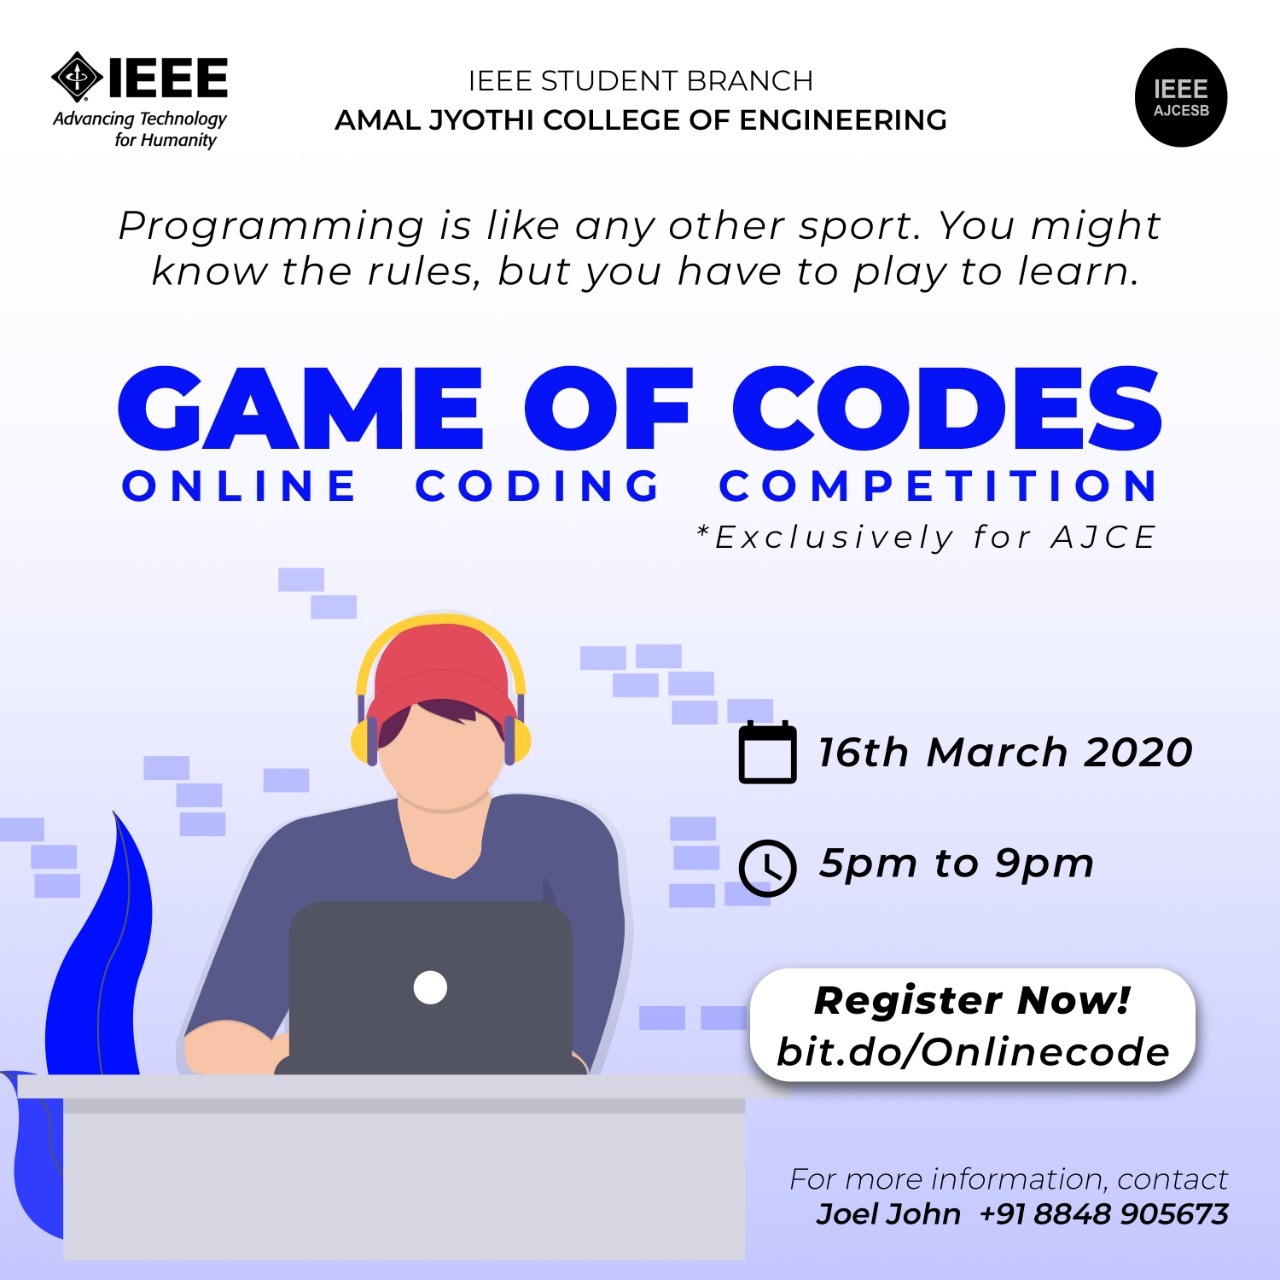 IEEE
Advancing Technology
for Humanity
IEEE STUDENT BRANCH
AMAL JYOTHI COLLEGE OF ENGINEERING
IEEE
AJCESB
Programming is like any other sport. You might
know the rules, but you have to play to learn.
GAME OF CODES
ONLINE CODING COMPETITION
*Exclusively for AJCE
16th March 2020
5pm to 9pm
Register Now!
bit.do/Onlinecode
For more information, contact
Joel John +91 8848 905673